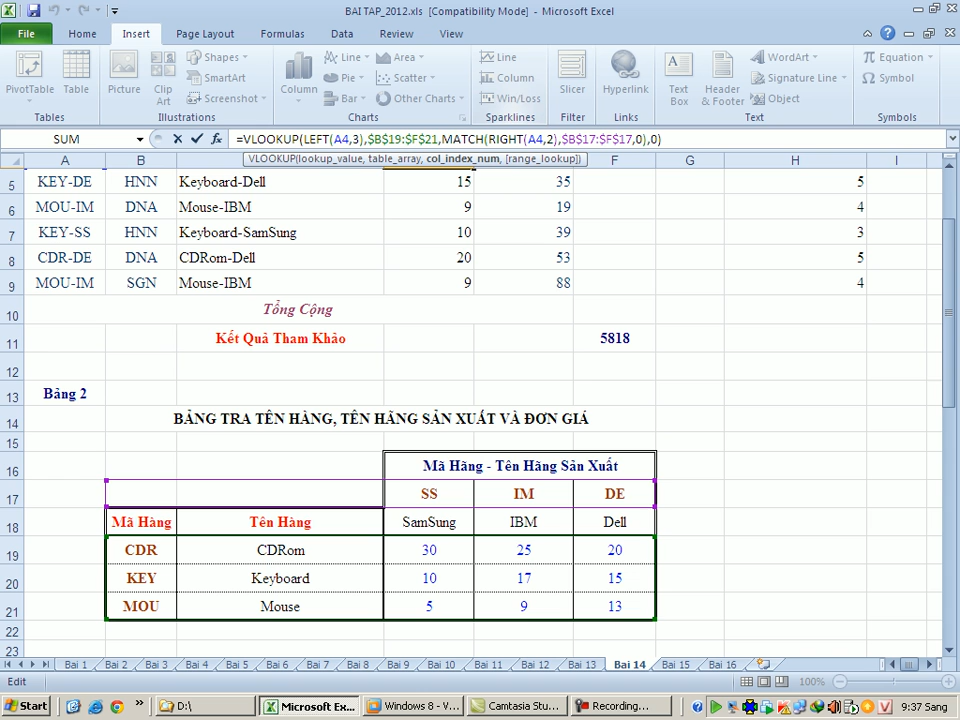 BAI TAP_2012.xls [Compatibility Mode] - Microsoft Excel
File Home Insert Page Layout Formulas Data Review View
PivotTable Table Picture Clip Art Shapes SmartArt Screenshot Column Line Pie Bar Area Scatter Other Charts Line Column Win/Loss Slicer Hyperlink Text Box Header & Footer WordArt Signature Line Object Equation Symbol
Tables Illustrations Charts Sparklines Filter Links Text Symbols
SUM fx =VLOOKUP(LEFT(A4,3),$B$19:$F$21,MATCH(RIGHT(A4,2),$B$17:$F$17,0),0)
VLOOKUP(lookup_value, table_array, col_index_num, [range_lookup])
A B F G H I
5 KEY-DE HNN Keyboard-Dell 15 35 5
6 MOU-IM DNA Mouse-IBM 9 19 4
7 KEY-SS HNN Keyboard-SamSung 10 39 3
8 CDR-DE DNA CDRom-Dell 20 53 5
9 MOU-IM SGN Mouse-IBM 9 88 4
10 Tổng Cộng
11 Kết Quả Tham Khảo 5818
12
13 Bảng 2
14 BẢNG TRA TÊN HÀNG, TÊN HÃNG SẢN XUẤT VÀ ĐƠN GIÁ
15
16 Mã Hãng - Tên Hãng Sản Xuất
17 SS IM DE
18 Mã Hàng Tên Hàng SamSung IBM Dell
19 CDR CDRom 30 25 20
20 KEY Keyboard 10 17 15
21 MOU Mouse 5 9 13
22
23
Bai 1 Bai 2 Bai 3 Bai 4 Bai 5 Bai 6 Bai 7 Bai 8 Bai 9 Bai 10 Bai 11 Bai 12 Bai 13 Bai 14 Bai 15 Bai 16
Edit 100%
Start D:\ Microsoft Ex... Windows 8 - V... Camtasia Stu... Recording... 9:37 Sang